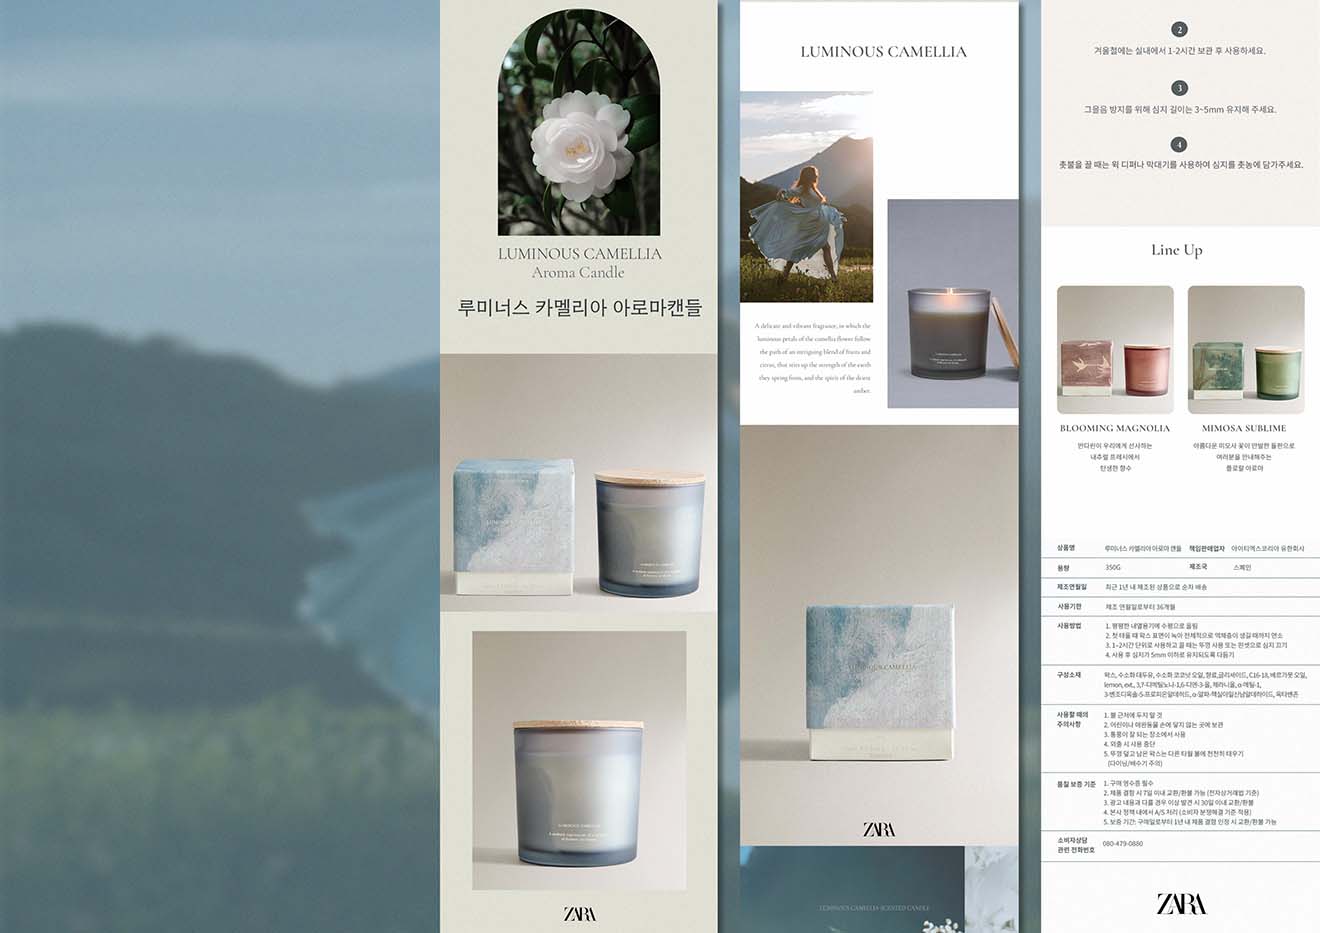 LUMINOUS CAMELLIA
Aroma Candle
루미너스 카멜리아 아로마캔들
LUMINOUS CAMELLIA
ZARA
LUMINOUS CAMELLIA
A delicate and vibrant fragrance, in which the
luminous petals of the camellia flower follow
the path of an intriguing blend of fruits and
citrus, that stirs up the strength of the earth
they spring from, and the spirit of the dears
amber.
LUMINOUS CAMELLIA
ZARA
LUMINOUS CAMELLIA SCENTED CANDLE
2
겨울철에는 실내에서 1-2시간 보관 후 사용하세요.
3
그을음 방지를 위해 심지 길이는 3~5mm 유지해 주세요.
4
촛불을 끌 때는 윅 디퍼나 막대기를 사용하여 심지를 촛농에 담가주세요.
Line Up
BLOOMING MAGNOLIA
만다린이 우리에게 선사하는
내추럴 프레시에서
탄생한 향수
MIMOSA SUBLIME
아름다운 미모사 꽃이 만발한 들판으로
여러분을 안내해주는
플로랄 아로마
상품명 루미너스 카멜리아 아로마 캔들 책임판매업자 아이티엑스코리아 유한회사
용량 350G 제조국 스페인
제조연월일 최근 1년 내 제조된 상품으로 순차 배송
사용기한 제조 연월일로부터 36개월
사용방법 1. 평평한 내열용기에 수평으로 올림
2. 첫 태울 때 왁스 표면이 녹아 전체적으로 액체층이 생길 때까지 연소
3. 1~2시간 단위로 사용하고 끌 때는 뚜껑 사용 또는 핀셋으로 심지 끄기
4. 사용 후 심지가 5mm 이하로 유지되도록 다듬기
구성소재 왁스, 수소화 대두유, 수소화 코코넛 오일, 향료, 글리세이드, C16-18, 베르가못 오일,
lemon, ext., 3,7-디메틸노나-1,6-디엔-3-올, 제라니올, α-메틸-1,
3-벤조디옥솔-5-프로피온알데히드, α-알파-헥실아밀신남알데하이드, 옥타벤존
사용할 때의 주의사항 1. 불 근처에 두지 말 것
2. 어린이나 애완동물 손에 닿지 않는 곳에 보관
3. 통풍이 잘 되는 장소에서 사용
4. 외출 시 사용 중단
5. 뚜껑 덮고 남은 왁스는 다른 타월 불에 천천히 태우기
(다이닝/배수기 주의)
품질 보증 기준 1. 구매 영수증 필수
2. 제품 결함 시 7일 이내 교환/환불 가능 (전자상거래법 기준)
3. 광고 내용과 다를 경우 이상 발견 시 30일 이내 교환/환불
4. 본사 정책 내에서 A/S 처리 (소비자 분쟁해결 기준 적용)
5. 보증 기간: 구매일로부터 1년 내 제품 결함 인정 시 교환/환불 가능
소비자상담 관련 전화번호 080-479-0880
ZARA